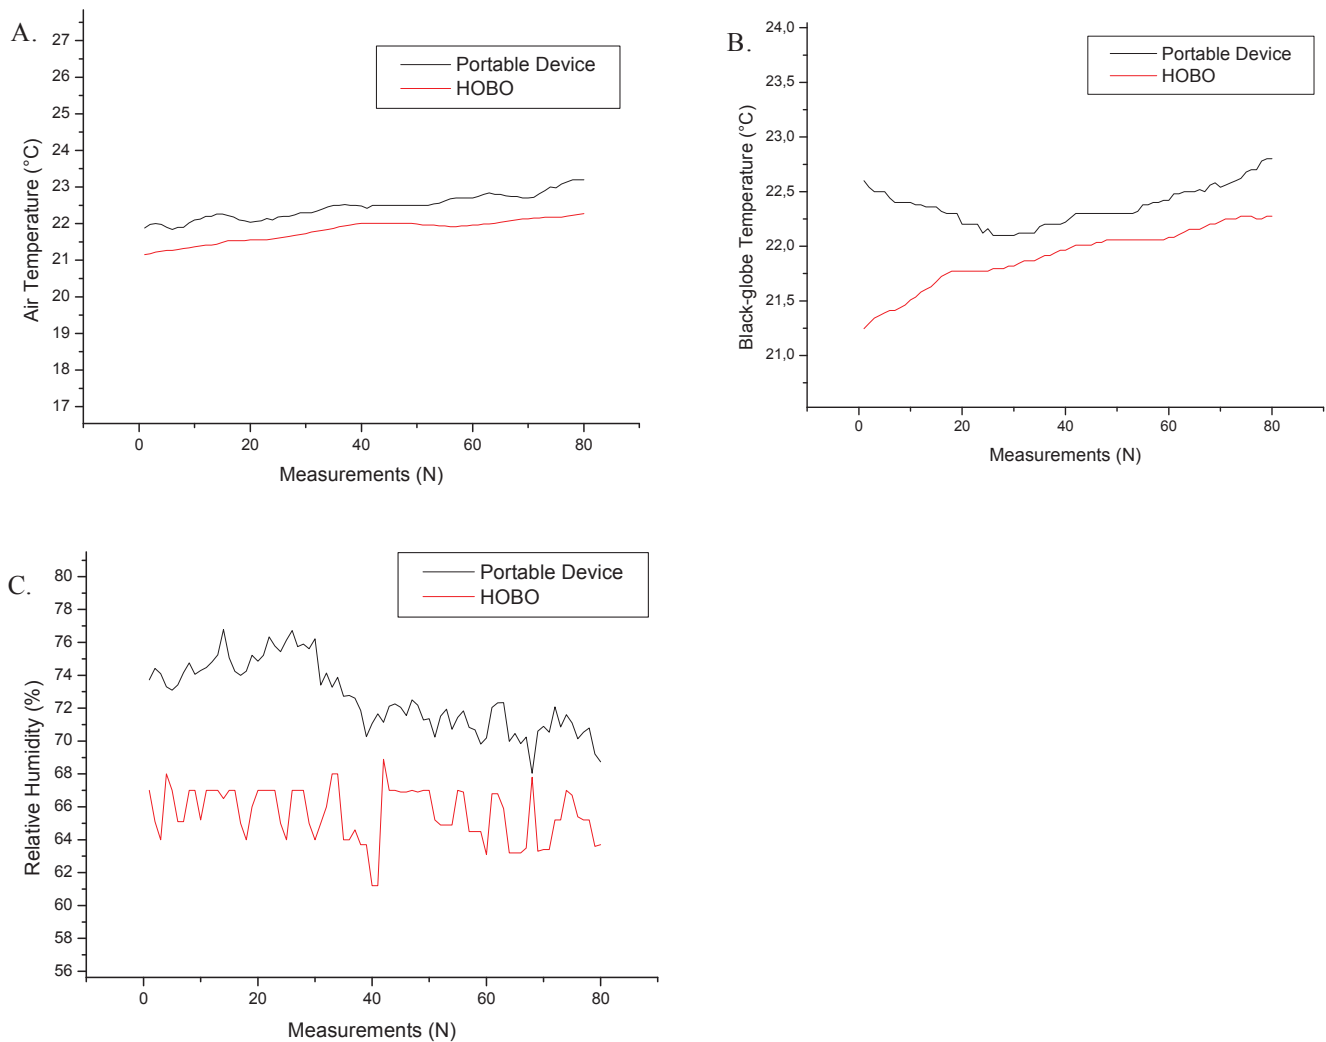 A.
27
26
25
24
23
22
21
20
19
18
17
Air Temperature (°C)
Portable Device
HOBO
0 20 40 60 80
Measurements (N)
B.
24,0
23,5
23,0
22,5
22,0
21,5
21,0
Black-globe Temperature (°C)
Portable Device
HOBO
0 20 40 60 80
Measurements (N)
C.
80
78
76
74
72
70
68
66
64
62
60
58
56
Relative Humidity (%)
Portable Device
HOBO
0 20 40 60 80
Measurements (N)